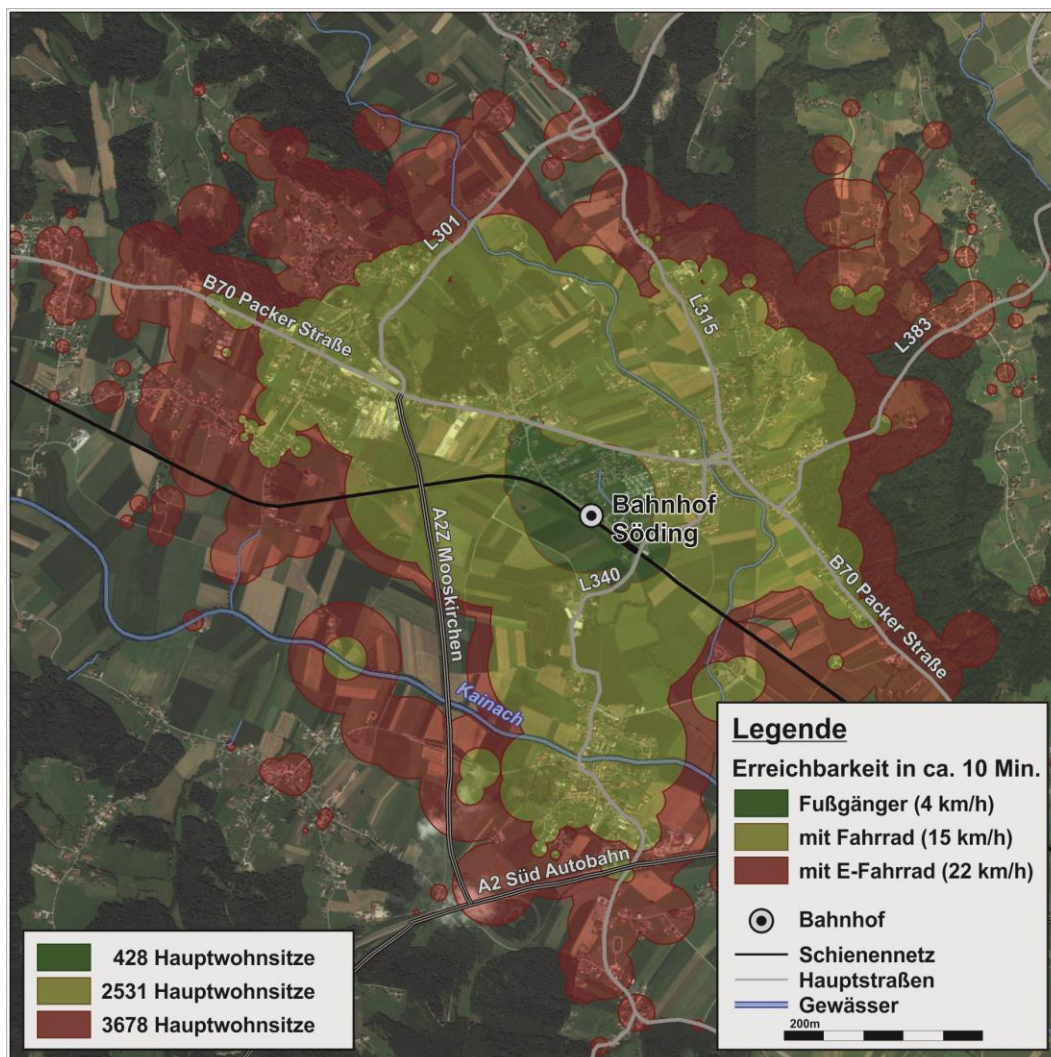 L301
B70 Packer Straße
L315
L383
Bahnhof
Söding
A2Z Mooskirchen
L340
B70 Packer Straße
Kainach
A2 Süd Autobahn
Legende
Erreichbarkeit in ca. 10 Min.
Fußgänger (4 km/h)
mit Fahrrad (15 km/h)
mit E-Fahrrad (22 km/h)
Bahnhof
Schienennetz
Hauptstraßen
Gewässer
200m
428 Hauptwohnsitze
2531 Hauptwohnsitze
3678 Hauptwohnsitze